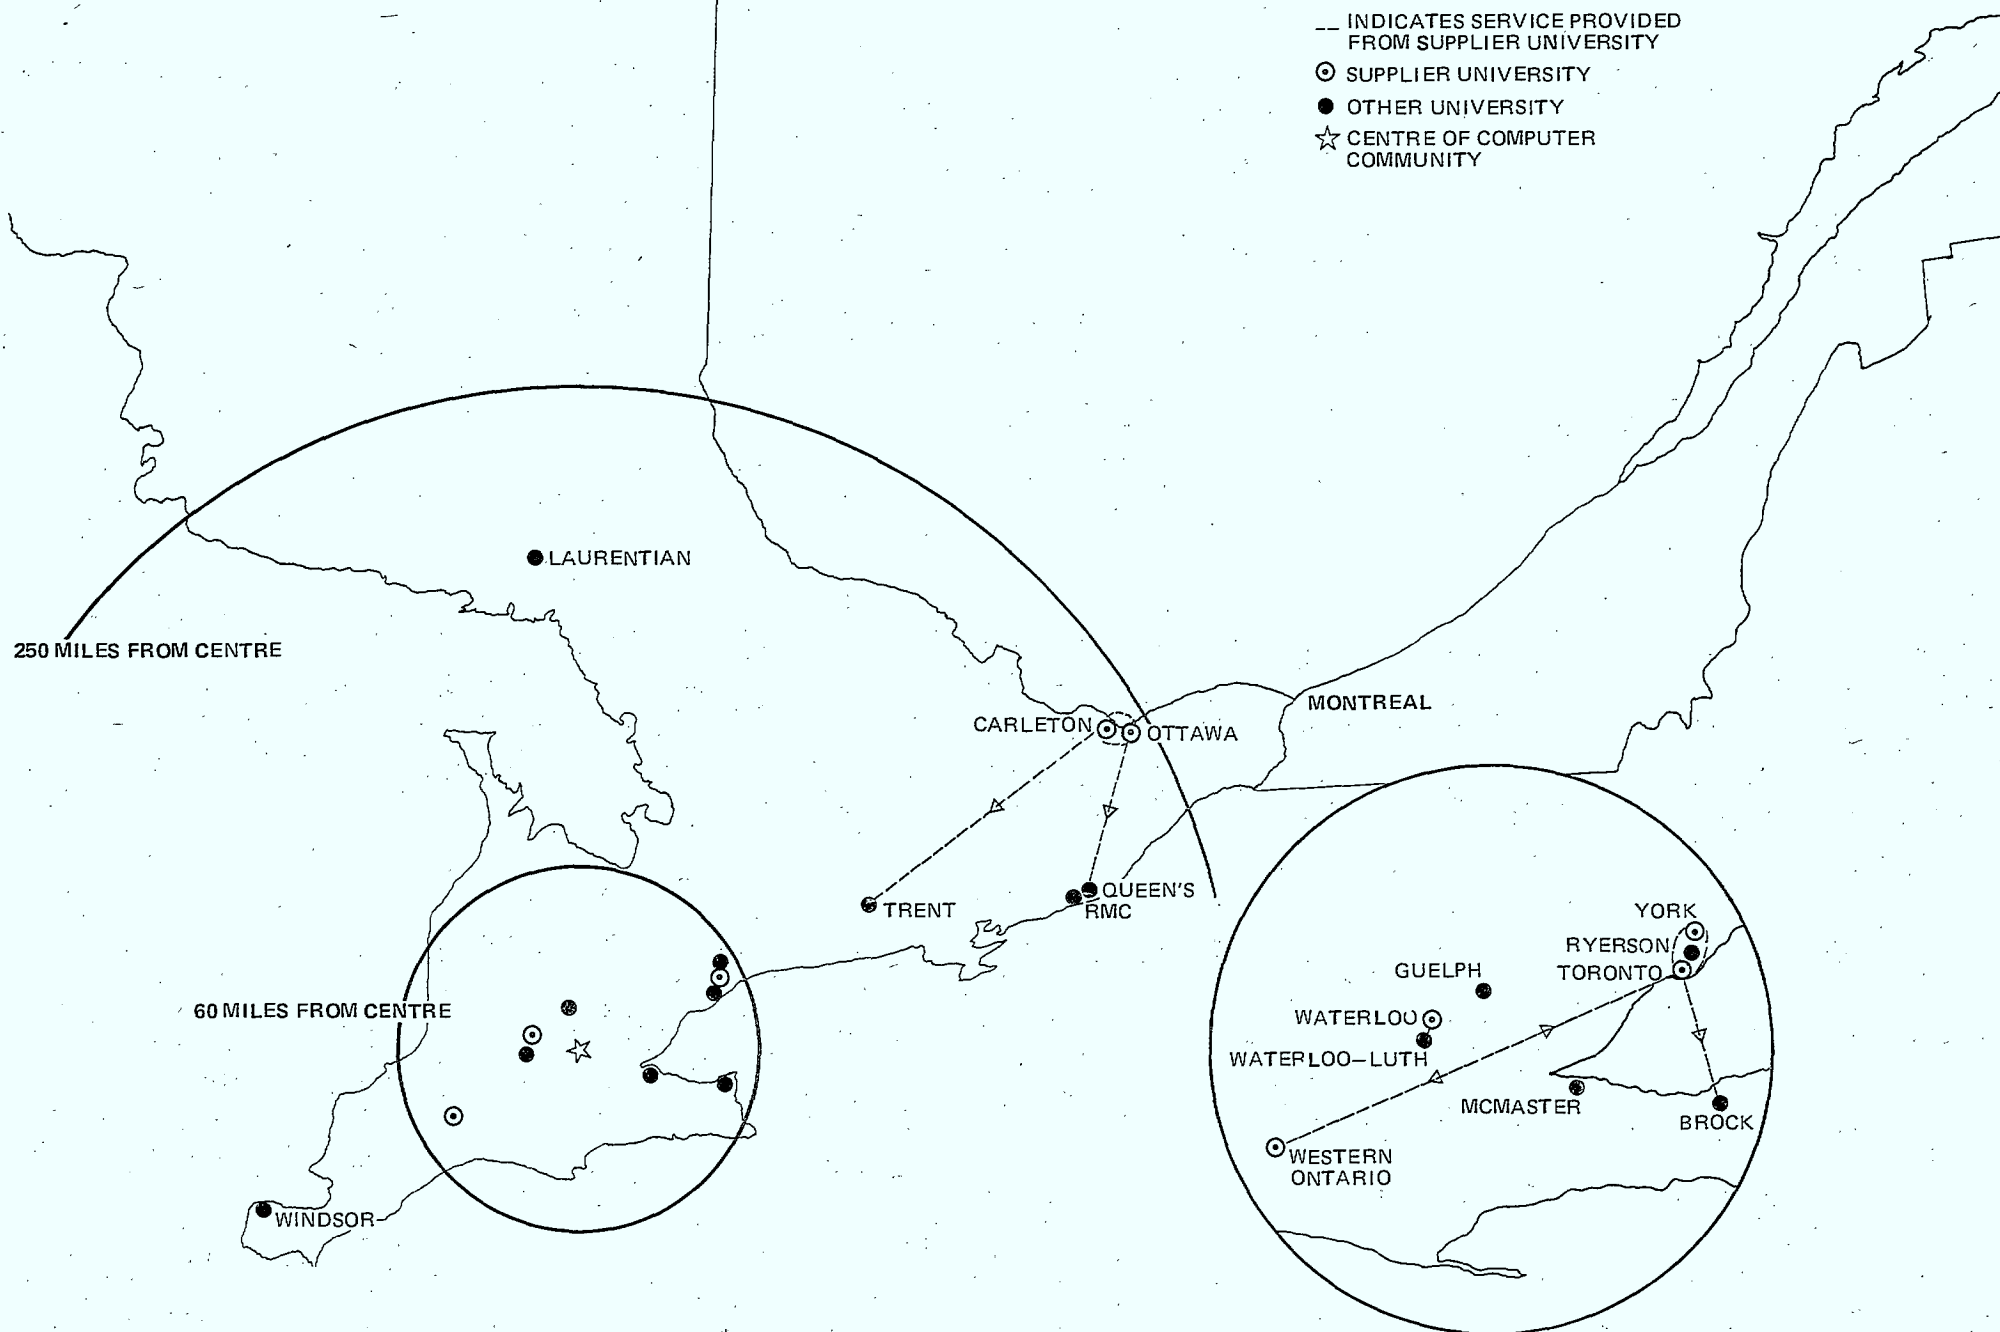 -- INDICATES SERVICE PROVIDED
FROM SUPPLIER UNIVERSITY
SUPPLIER UNIVERSITY
OTHER UNIVERSITY
CENTRE OF COMPUTER
COMMUNITY
LAURENTIAN
250 MILES FROM CENTRE
MONTREAL
CARLETON
OTTAWA
QUEEN'S
TRENT
RMC
60 MILES FROM CENTRE
WINDSOR
YORK
RYERSON
TORONTO
GUELPH
WATERLOO
WATERLOO-LUTH
MCMASTER
BROCK
WESTERN
ONTARIO